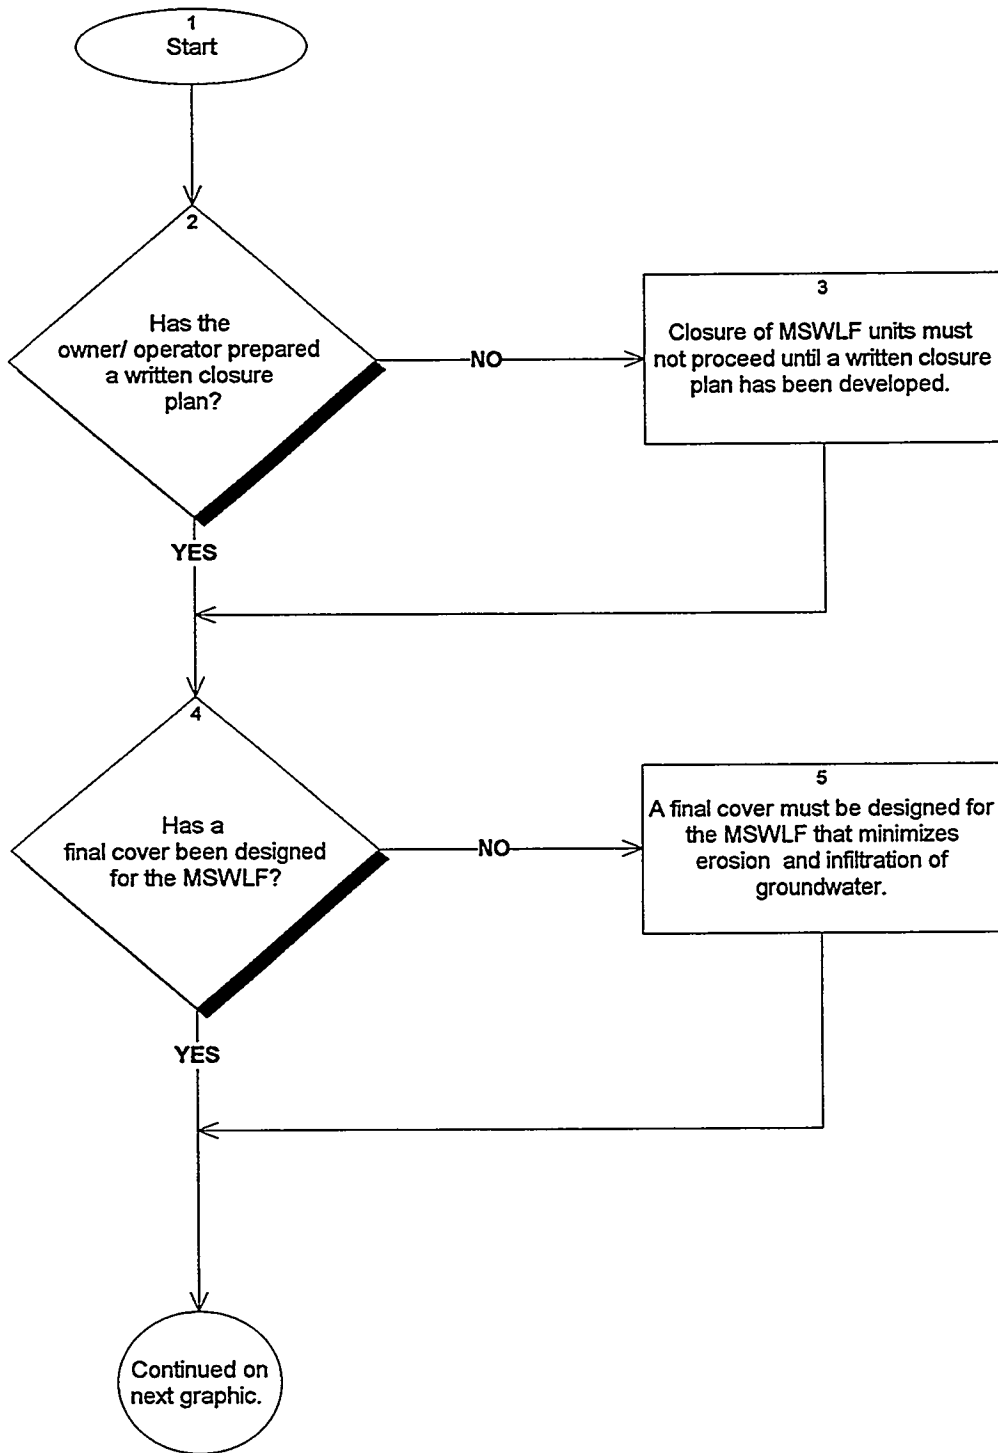 1
Start
2
Has the
owner/ operator prepared
a written closure
plan?
NO
3
Closure of MSWLF units must
not proceed until a written closure
plan has been developed.
YES
4
Has a
final cover been designed
for the MSWLF?
NO
5
A final cover must be designed for
the MSWLF that minimizes
erosion and infiltration of
groundwater.
YES
Continued on
next graphic.